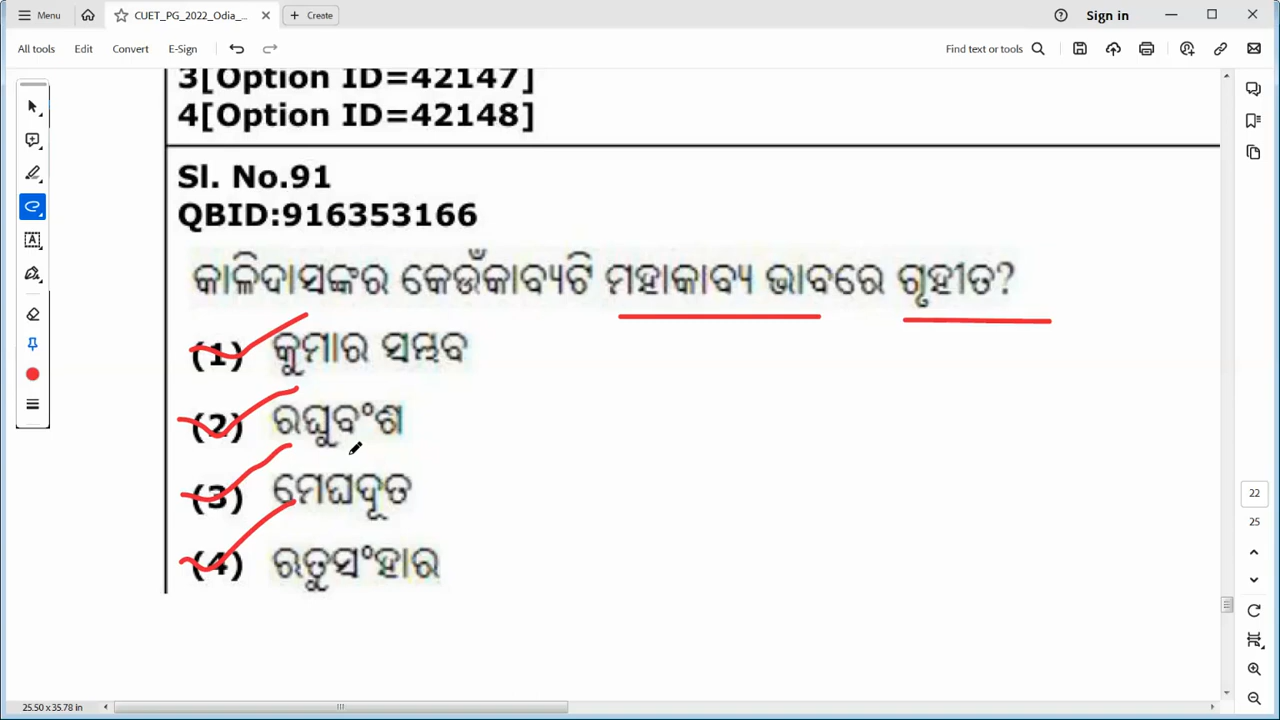 Menu
CUET_PG_2022_Odia_...
Create
Sign in
All tools
Edit
Convert
E-Sign
Find text or tools
3[Option ID=42147]
4[Option ID=42148]
Sl. No.91
QBID:916353166
କାଳିଦାସଙ୍କର କେଉଁକାବ୍ୟଟି ମହାକାବ୍ୟ ଭାବରେ ଗୃହୀତ?
(1) କୁମାର ସମ୍ଭବ
(2) ରଘୁବଂଶ
(3) ମେଘଦୂତ
(4) ଋତୁସଂହାର
22
25
25.50 x 35.78 in